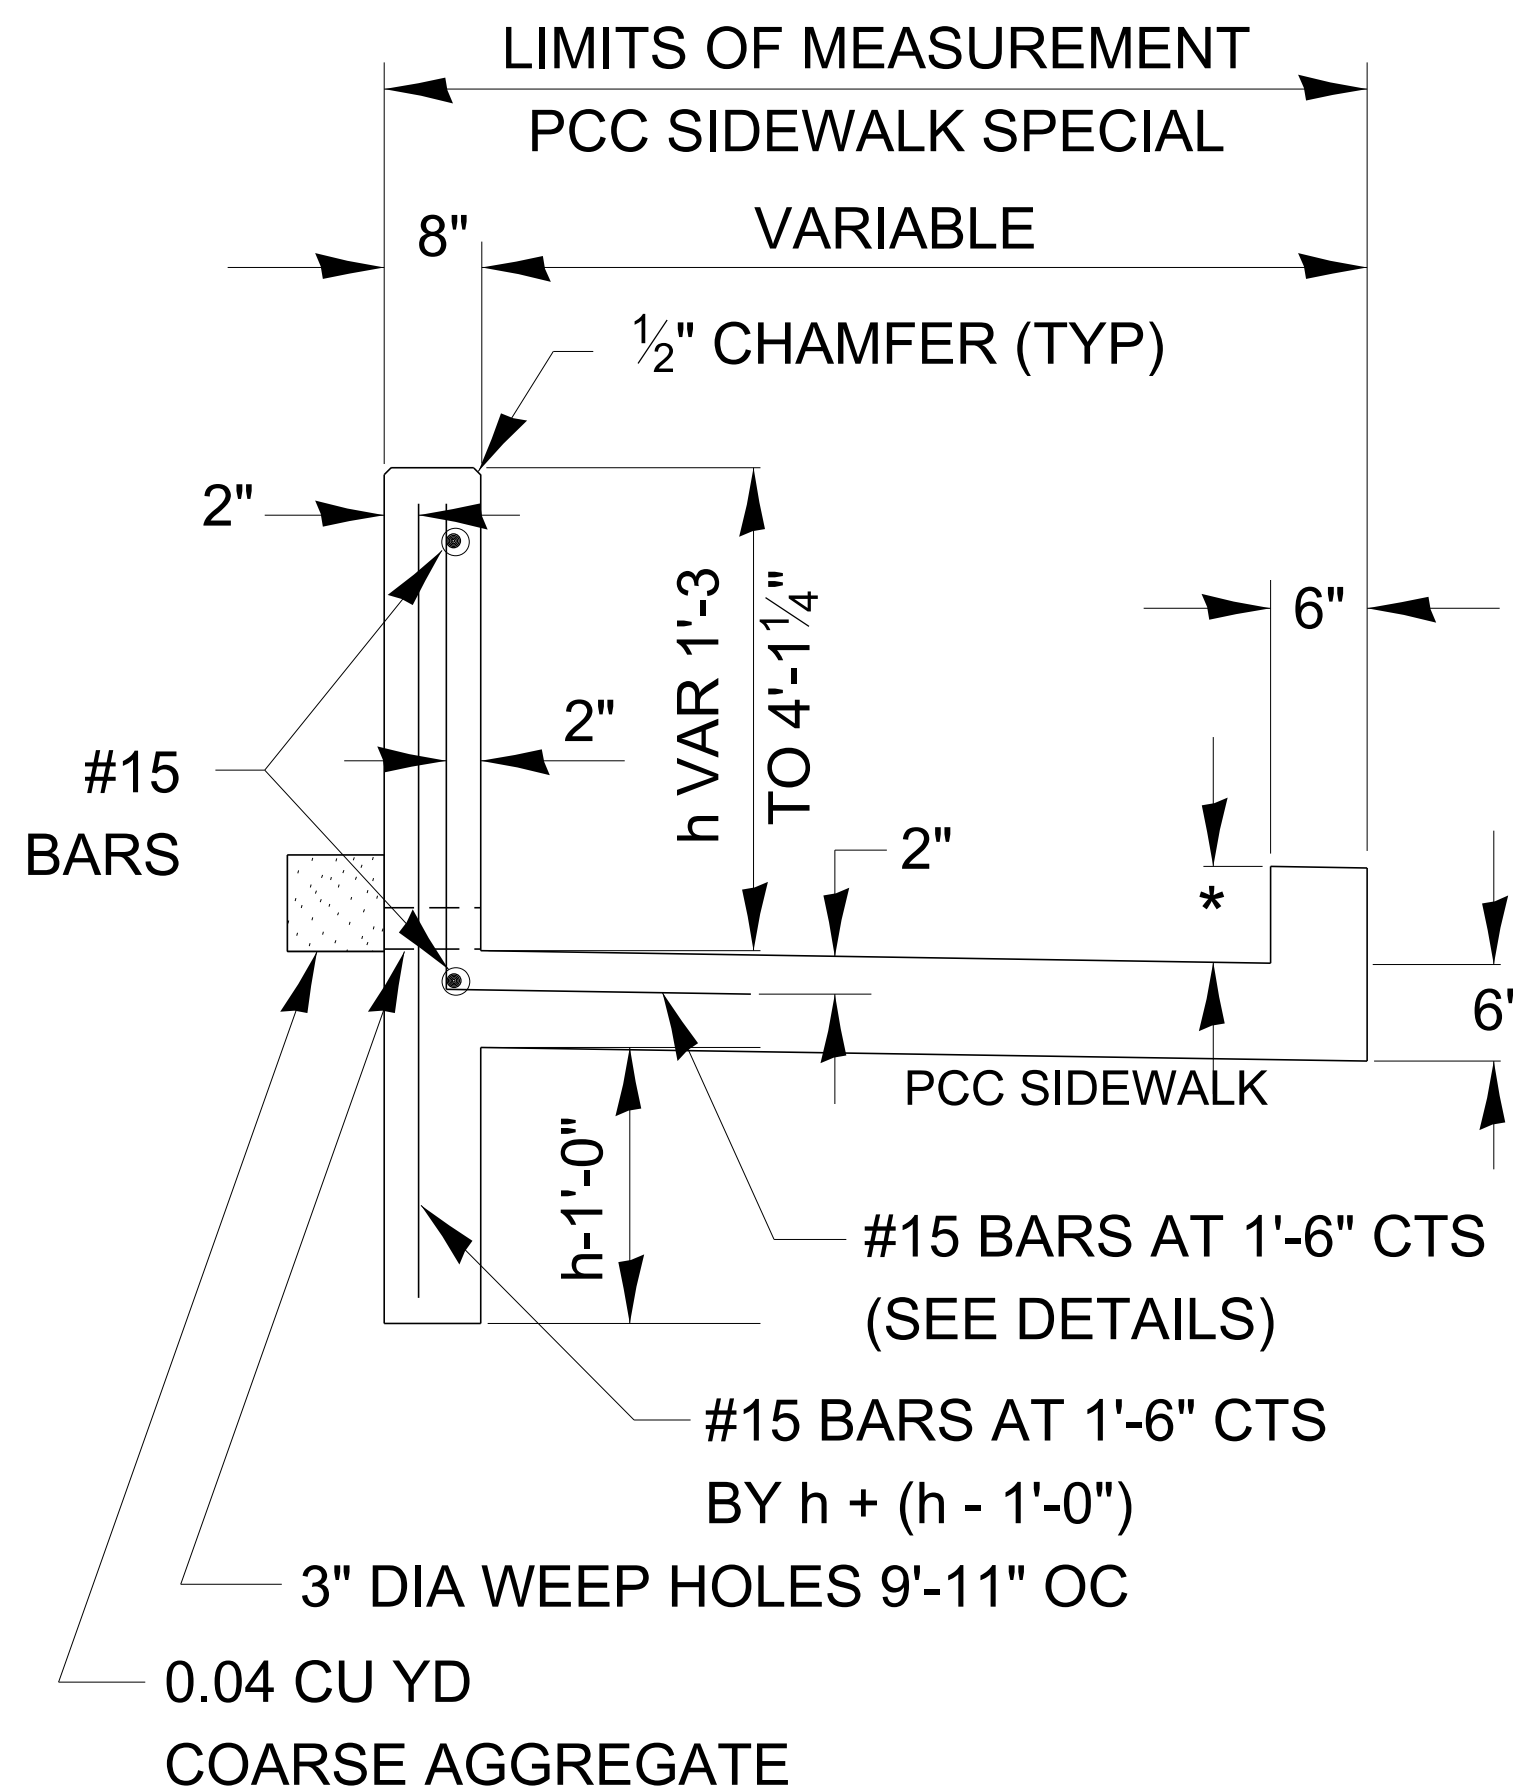 LIMITS OF MEASUREMENT
PCC SIDEWALK SPECIAL
8"
VARIABLE
½" CHAMFER (TYP)
2"
h VAR 1'-3
TO 4'-1¼"
6"
2"
#15
BARS
2"
*
6'
PCC SIDEWALK
h-1'-0"
#15 BARS AT 1'-6" CTS
(SEE DETAILS)
#15 BARS AT 1'-6" CTS
BY h + (h - 1'-0")
3" DIA WEEP HOLES 9'-11" OC
0.04 CU YD
COARSE AGGREGATE